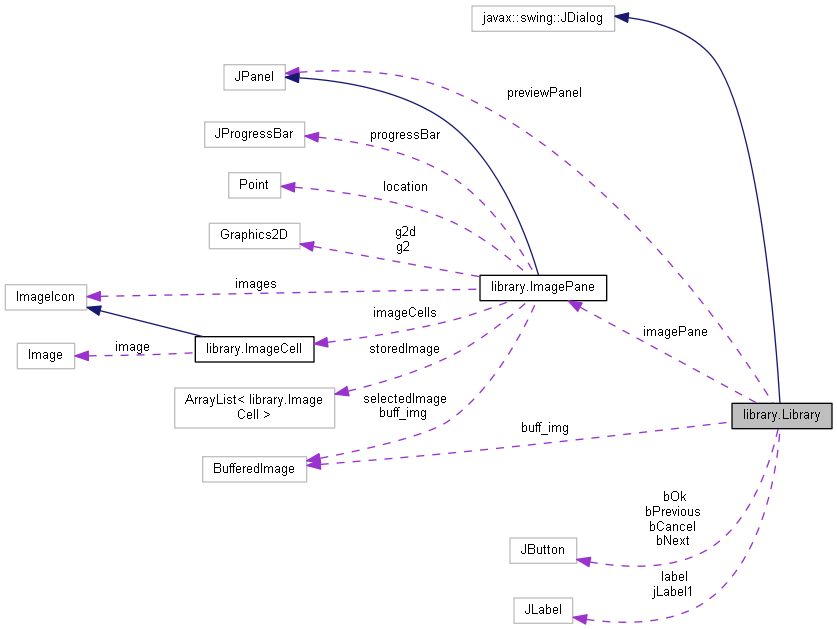 javax::swing::JDialog
JPanel
previewPanel
JProgressBar
progressBar
Point
location
Graphics2D
g2d
g2
images
library.ImagePane
ImageIcon
imageCells
imagePane
image
library.ImageCell
storedImage
Image
ArrayList< library.Image
Cell >
selectedImage
buff_img
library.Library
buff_img
BufferedImage
bOk
bPrevious
bCancel
bNext
JButton
label
jLabel1
JLabel